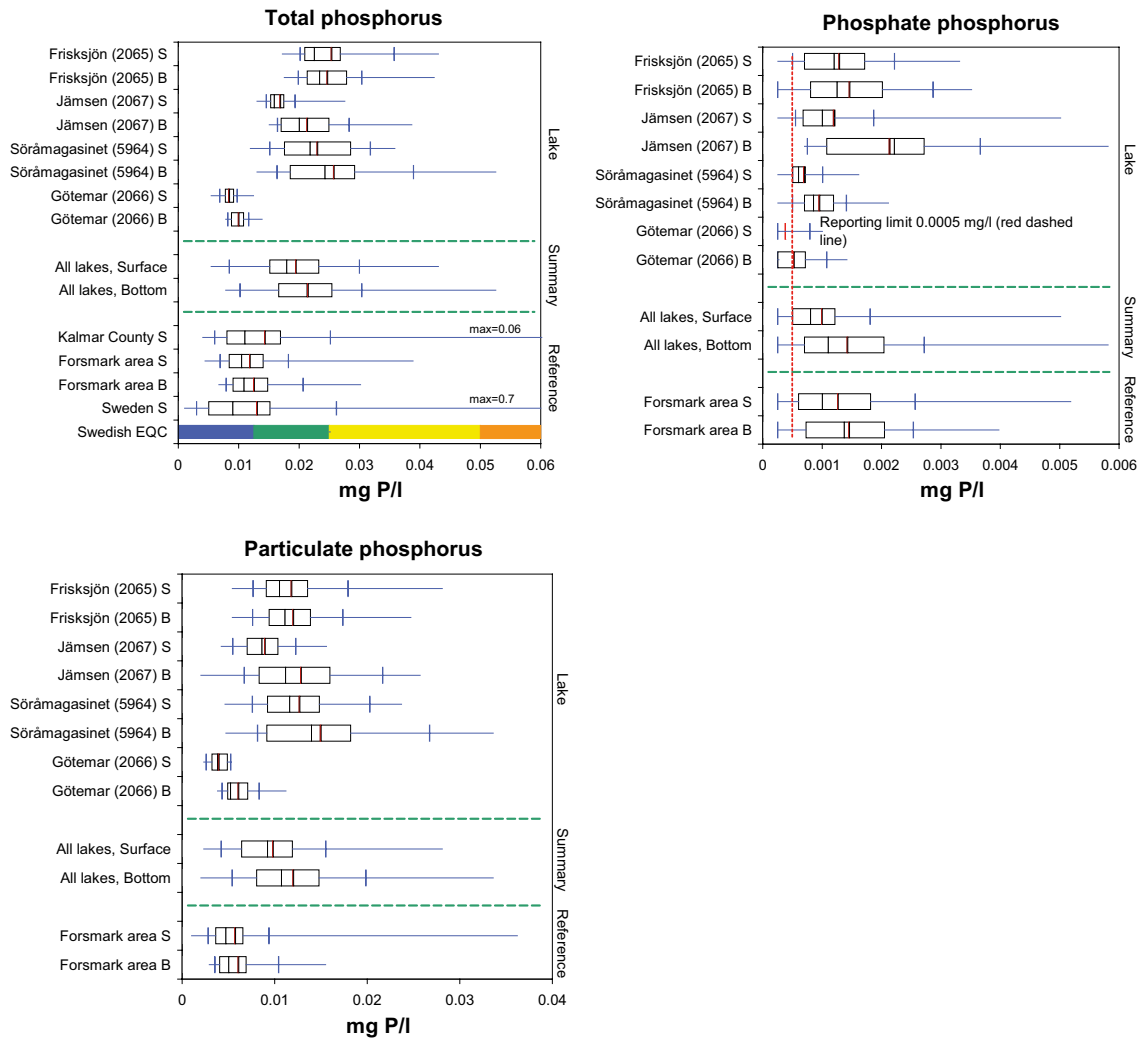 Total phosphorus
Frisksjön (2065) S
Frisksjön (2065) B
Jämsen (2067) S
Jämsen (2067) B
Söråmagasinet (5964) S
Söråmagasinet (5964) B
Götemar (2066) S
Götemar (2066) B
All lakes, Surface
All lakes, Bottom
Kalmar County S
Forsmark area S
Forsmark area B
Sweden S
Swedish EQC
max=0.06
max=0.7
Lake
Summary
Reference
0 0.01 0.02 0.03 0.04 0.05 0.06
mg P/l
Phosphate phosphorus
Frisksjön (2065) S
Frisksjön (2065) B
Jämsen (2067) S
Jämsen (2067) B
Söråmagasinet (5964) S
Söråmagasinet (5964) B
Götemar (2066) S
Götemar (2066) B
All lakes, Surface
All lakes, Bottom
Forsmark area S
Forsmark area B
Reporting limit 0.0005 mg/l (red dashed
line)
Lake
Summary
Reference
0 0.001 0.002 0.003 0.004 0.005 0.006
mg P/l
Particulate phosphorus
Frisksjön (2065) S
Frisksjön (2065) B
Jämsen (2067) S
Jämsen (2067) B
Söråmagasinet (5964) S
Söråmagasinet (5964) B
Götemar (2066) S
Götemar (2066) B
All lakes, Surface
All lakes, Bottom
Forsmark area S
Forsmark area B
Lake
Summary
Reference
0 0.01 0.02 0.03 0.04
mg P/l